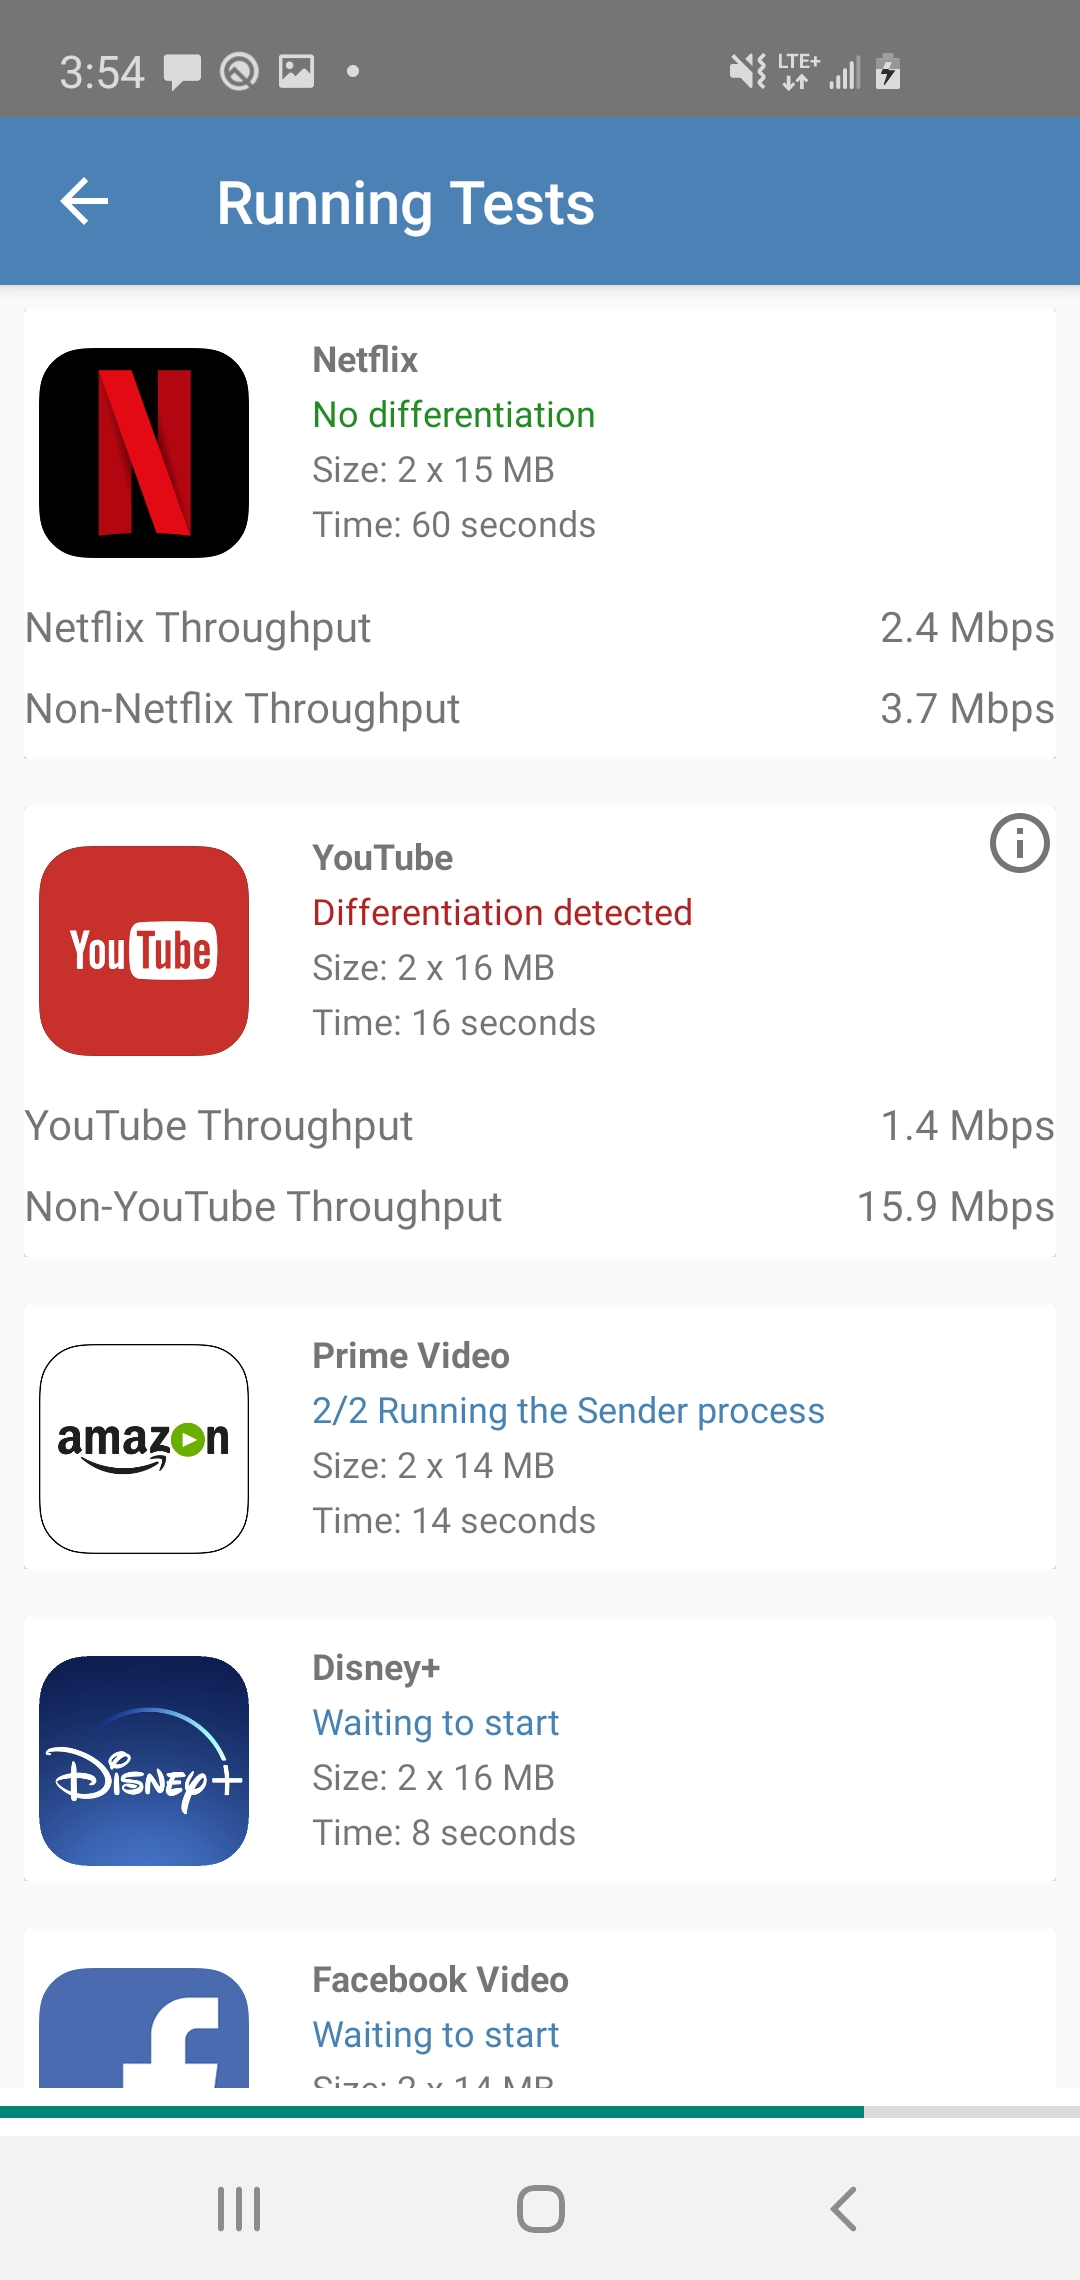 3:54
LTE+
Running Tests
Netflix
No differentiation
Size: 2 x 15 MB
Time: 60 seconds
Netflix Throughput 2.4 Mbps
Non-Netflix Throughput 3.7 Mbps
YouTube
YouTube
Differentiation detected
Size: 2 x 16 MB
Time: 16 seconds
YouTube Throughput 1.4 Mbps
Non-YouTube Throughput 15.9 Mbps
amazon
Prime Video
2/2 Running the Sender process
Size: 2 x 14 MB
Time: 14 seconds
Disney+
Disney+
Waiting to start
Size: 2 x 16 MB
Time: 8 seconds
Facebook Video
Waiting to start
Size: 2 x 14 MB